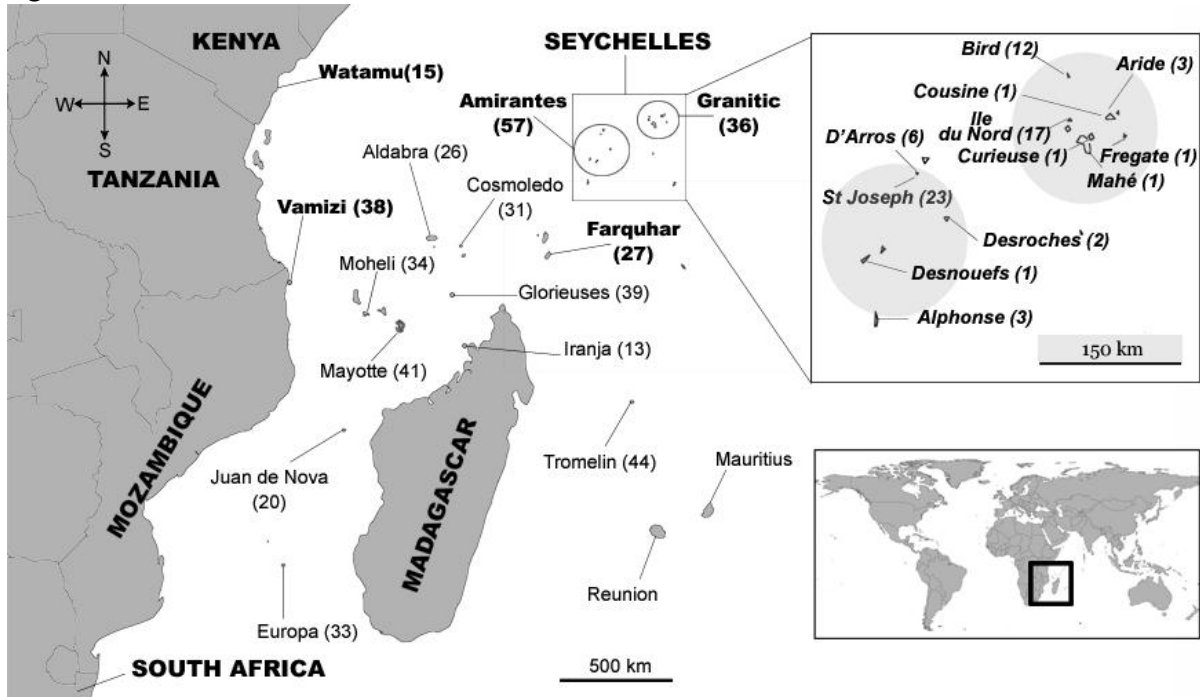 KENYA
SEYCHELLES
N
W
E
S
Watamu(15)
Amirantes
(57)
Granitic
(36)
TANZANIA
Aldabra (26)
Cosmoledo
(31)
Vamizi (38)
Farquhar
(27)
Moheli (34)
Glorieuses (39)
Mayotte (41)
Iranja (13)
MOZAMBIQUE
MADAGASCAR
Juan de Nova
(20)
Tromelin (44)
Mauritius
Reunion
Europa (33)
SOUTH AFRICA
500 km
Bird (12)
Aride (3)
Cousine (1)
Ile
du Nord (17)
D'Arros (6)
Curieuse (1)
Fregate (1)
Mahé (1)
St Joseph (23)
Desroches (2)
Desnouefs (1)
Alphonse (3)
150 km